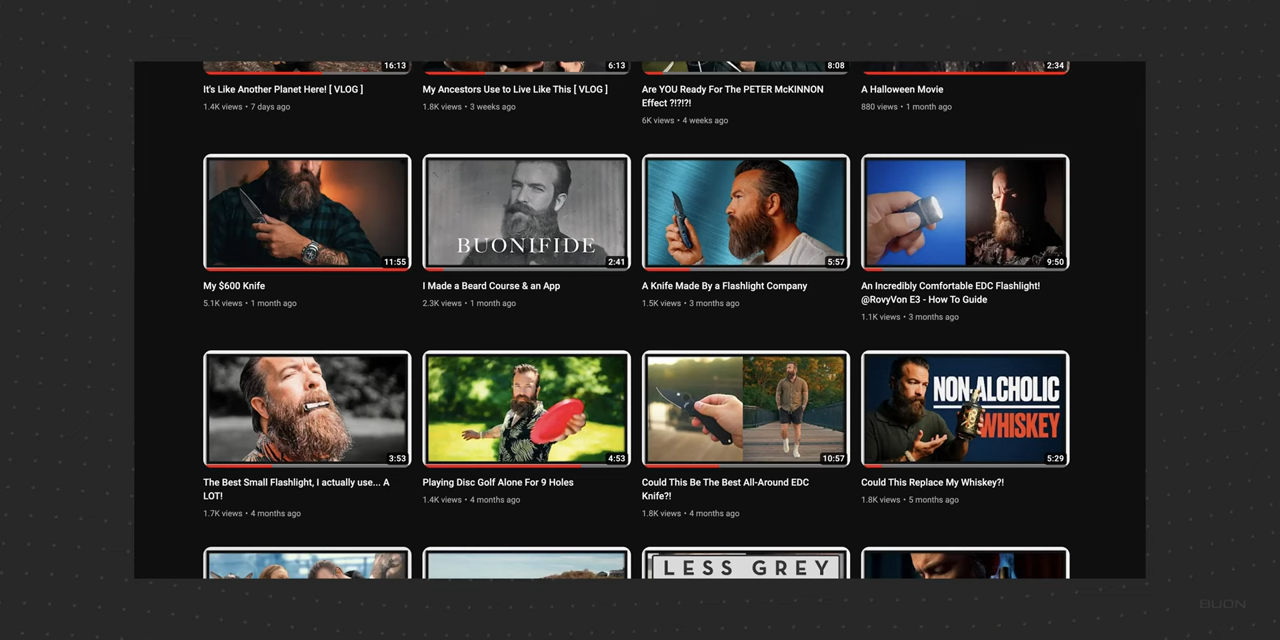 16:13
6:13
8:08
2:34
It's Like Another Planet Here! [ VLOG ]
1.4K views • 7 days ago
My Ancestors Use to Live Like This [ VLOG ]
1.8K views • 3 weeks ago
Are YOU Ready For The PETER McKINNON
Effect ?!?!?!
6K views • 4 weeks ago
A Halloween Movie
880 views • 1 month ago
11:55
BUONIFIDE
2:41
5:57
9:50
My $600 Knife
5.1K views • 1 month ago
I Made a Beard Course & an App
2.3K views • 1 month ago
A Knife Made By a Flashlight Company
1.5K views • 3 months ago
An Incredibly Comfortable EDC Flashlight!
@RovyVon E3 - How To Guide
1.1K views • 3 months ago
3:53
4:53
10:57
NON-ALCHOLIC
WHISKEY
5:29
The Best Small Flashlight, I actually use... A
LOT!
1.7K views • 4 months ago
Playing Disc Golf Alone For 9 Holes
1.4K views • 4 months ago
Could This Be The Best All-Around EDC
Knife?!
1.8K views • 4 months ago
Could This Replace My Whiskey?!
1.8K views • 5 months ago
LESS GREY
BUON